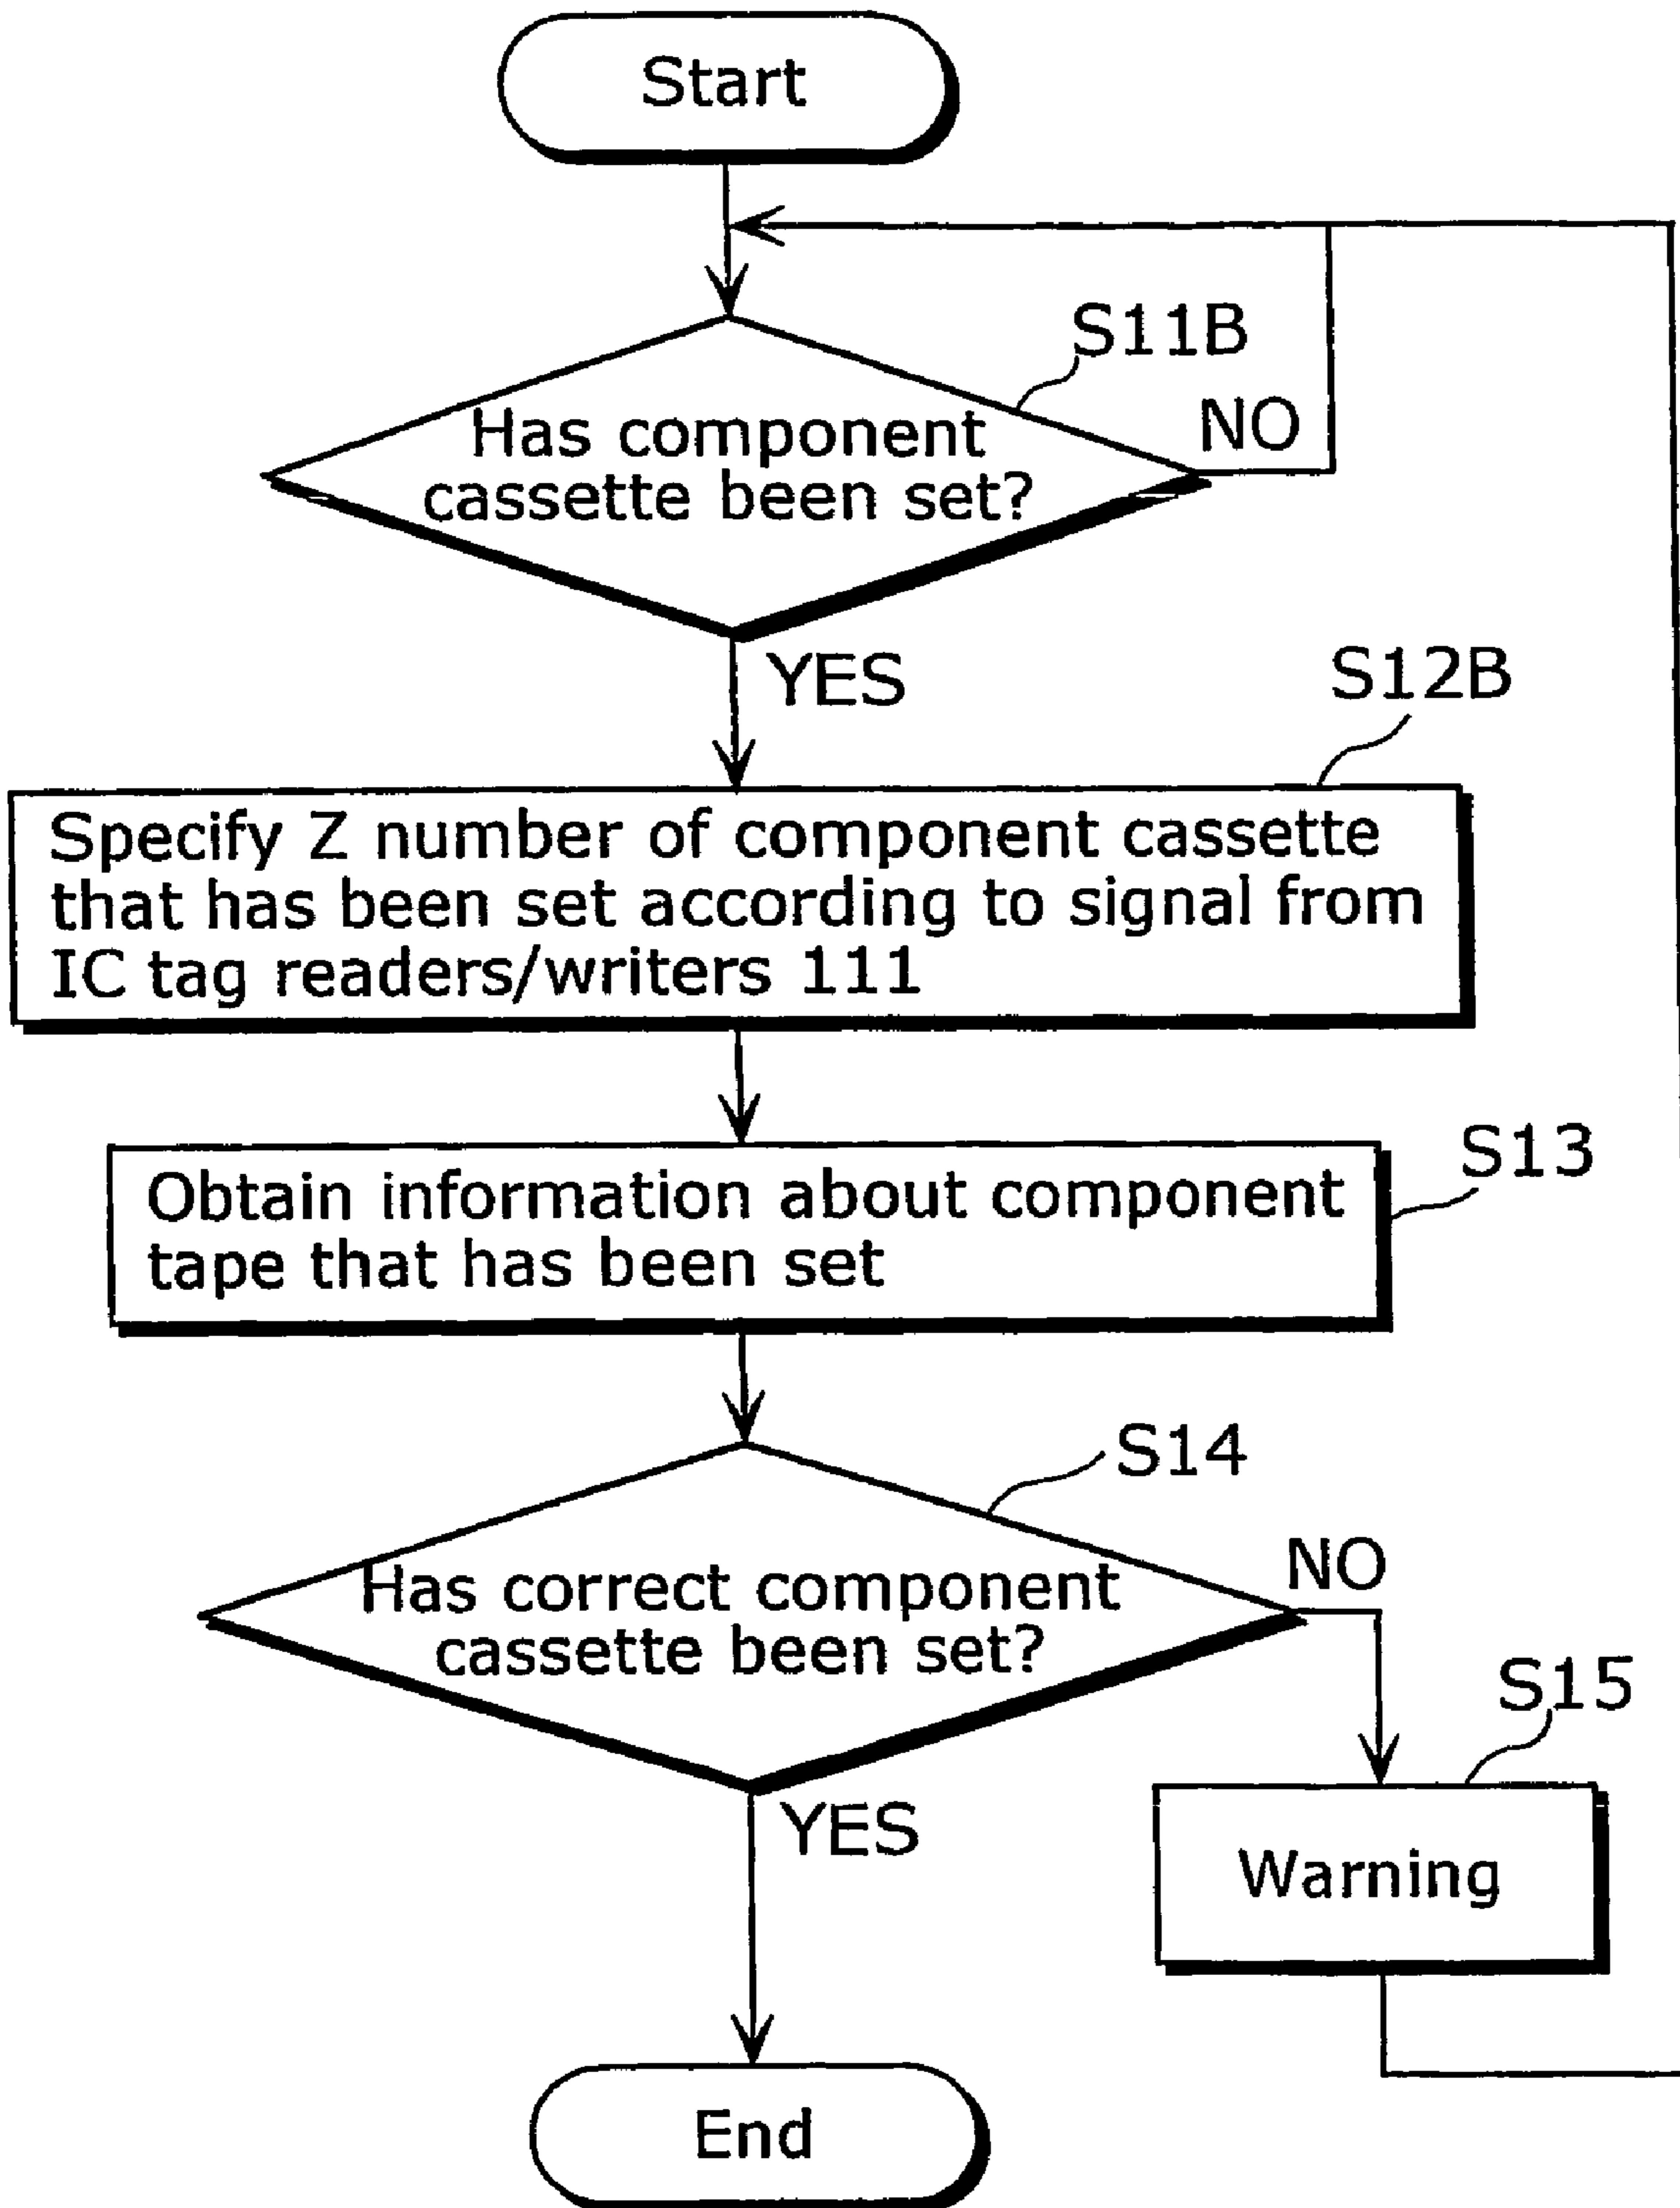 Start
S11B
Has component
NO
cassette been set?
YES
S12B
Specify Z number of component cassette
that has been set according to signal from
IC tag readers/writers 111
S13
Obtain information about component
tape that has been set
S14
NO
Has correct component
cassette been set?
S15
YES
Warning
End